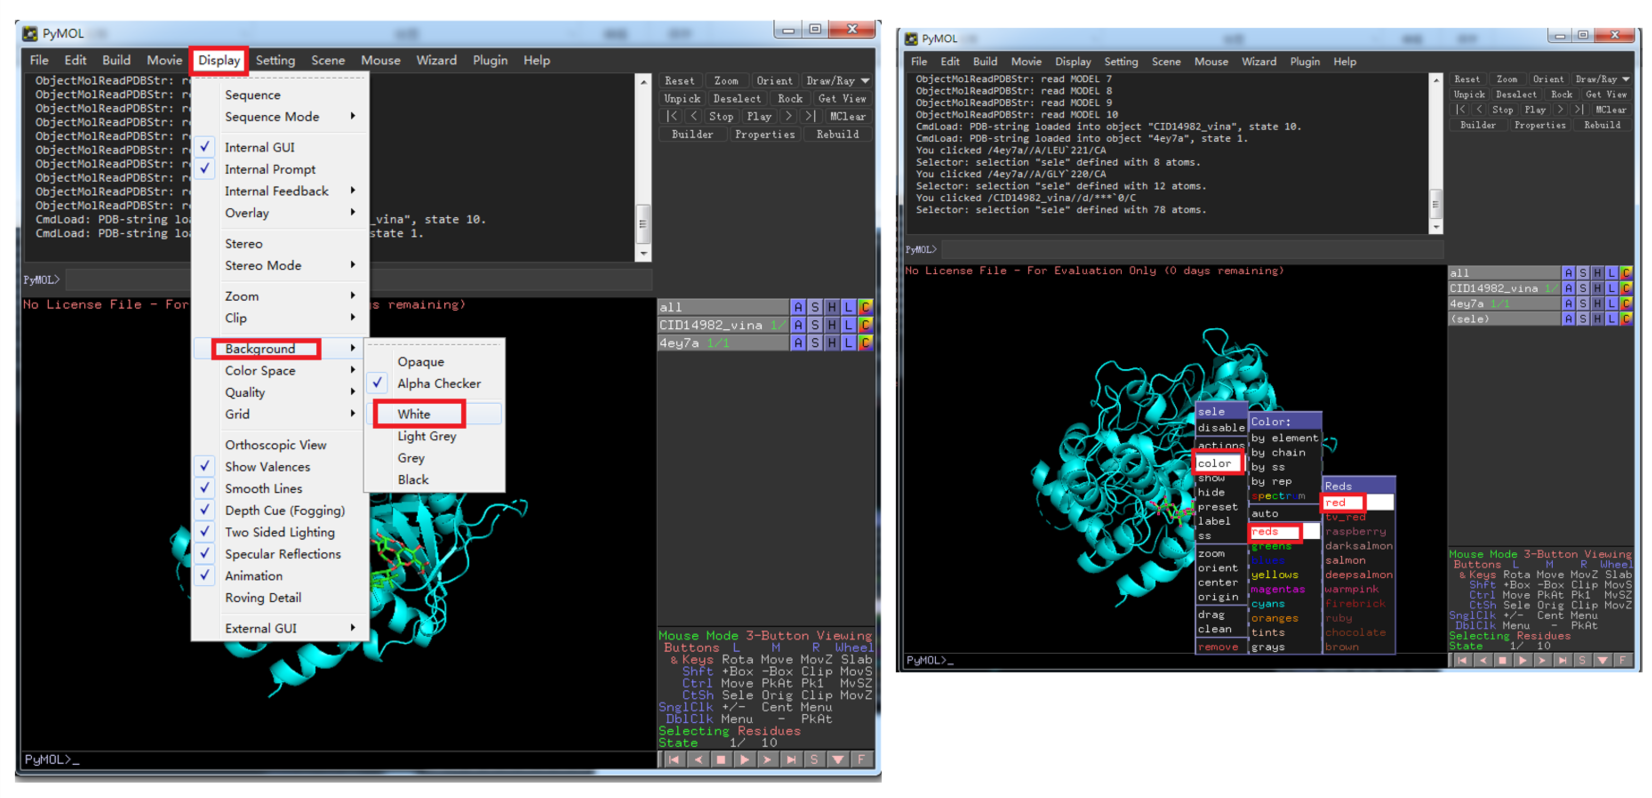 PyMOL
File Edit Build Movie Display Setting Scene Mouse Wizard Plugin Help
ObjectMolReadPDBStr: r
ObjectMolReadPDBStr: r
ObjectMolReadPDBStr: r
ObjectMolReadPDBStr: r
ObjectMolReadPDBStr: r
ObjectMolReadPDBStr: r
ObjectMolReadPDBStr: r
ObjectMolReadPDBStr: r
ObjectMolReadPDBStr: r
ObjectMolReadPDBStr: r
CmdLoad: PDB-string lo _vina", state 10.
CmdLoad: PDB-string lo state 1.
Reset Zoom Orient Draw/Ray
Unpick Deselect Rock Get View
|< < Stop Play > >| MClear
Builder Properties Rebuild
Sequence
Sequence Mode
Internal GUI
Internal Prompt
Internal Feedback
Overlay
Stereo
Stereo Mode
Zoom
Clip
Background
Color Space
Quality
Grid
Orthoscopic View
Show Valences
Smooth Lines
Depth Cue (Fogging)
Two Sided Lighting
Specular Reflections
Animation
Roving Detail
External GUI
Opaque
Alpha Checker
White
Light Grey
Grey
Black
PyMOL>
No License File - For s remaining)
all A S H L C
CID14982_vina 1/ A S H L C
4ey7a 1/1 A S H L C
Mouse Mode 3-Button Viewing
Buttons L M R Wheel
& Keys Rota Move MovZ Slab
Shft +Box -Box Clip MovS
Ctrl Move PkAt Pk1 MvSZ
CtSh Sele Orig Clip MovZ
SnglClk +/- Cent Menu
DblClk Menu - PkAt
Selecting Residues
State 1/ 10
S F
PyMOL>_
PyMOL
File Edit Build Movie Display Setting Scene Mouse Wizard Plugin Help
ObjectMolReadPDBStr: read MODEL 7
ObjectMolReadPDBStr: read MODEL 8
ObjectMolReadPDBStr: read MODEL 9
ObjectMolReadPDBStr: read MODEL 10
CmdLoad: PDB-string loaded into object "CID14982_vina", state 10.
CmdLoad: PDB-string loaded into object "4ey7a", state 1.
You clicked /4ey7a//A/LEU`221/CA
Selector: selection "sele" defined with 8 atoms.
You clicked /4ey7a//A/GLY`220/CA
Selector: selection "sele" defined with 12 atoms.
You clicked /CID14982_vina//d/***`0/C
Selector: selection "sele" defined with 78 atoms.
Reset Zoom Orient Draw/Ray
Unpick Deselect Rock Get View
|< < Stop Play > >| MClear
Builder Properties Rebuild
PyMOL>
No License File - For Evaluation Only (0 days remaining)
all A S H L C
CID14982_vina 1/ A S H L C
4ey7a 1/1 A S H L C
(sele) A S H L C
sele
disable
actions
color
show
hide
preset
label
ss
zoom
orient
center
origin
drag
clean
remove
Color:
by element
by chain
by ss
by rep
spectrum
auto
reds
greens
blues
yellows
magentas
cyans
oranges
tints
grays
Reds
red
tv_red
raspberry
darksalmon
salmon
deepsalmon
warmpink
firebrick
ruby
chocolate
brown
Mouse Mode 3-Button Viewing
Buttons L M R Wheel
& Keys Rota Move MovZ Slab
Shft +Box -Box Clip MovS
Ctrl Move PkAt Pk1 MvSZ
CtSh Sele Orig Clip MovZ
SnglClk +/- Cent Menu
DblClk Menu - PkAt
Selecting Residues
State 1/ 10
S F
PyMOL>_